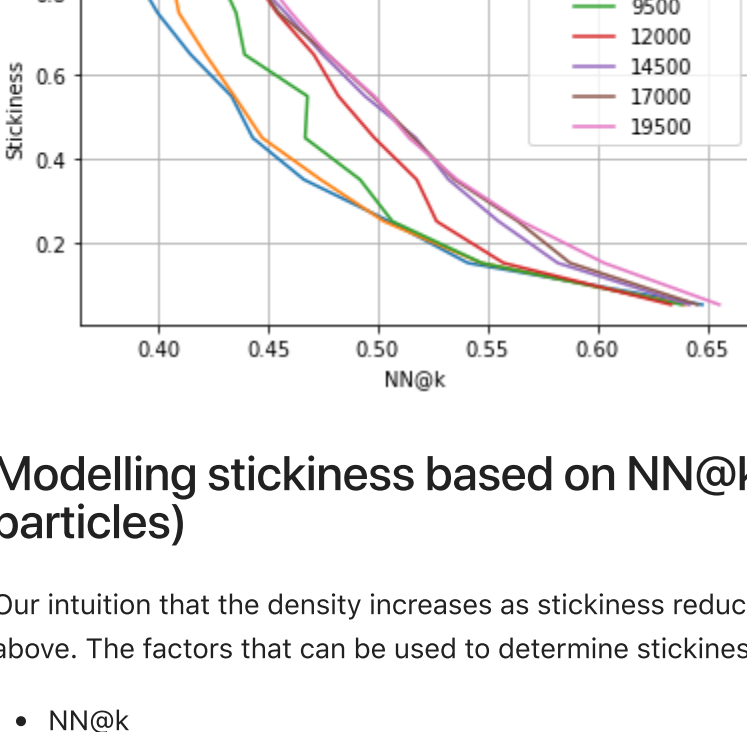 9500
12000
14500
17000
19500
Stickiness
0.6
0.4
0.2
0.40 0.45 0.50 0.55 0.60 0.65
NN@k
Modelling stickiness based on NN@k
particles)
Our intuition that the density increases as stickiness reduc
above. The factors that can be used to determine stickines
• NN@k